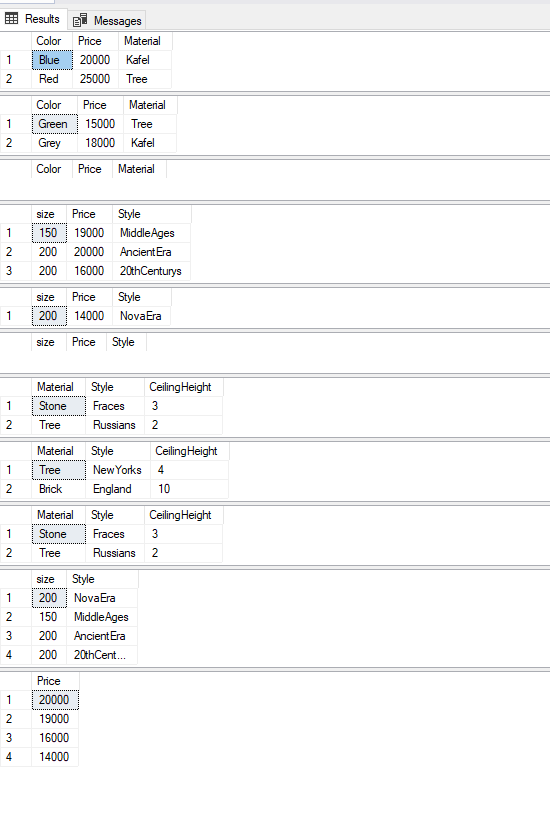 Results Messages
Color Price Material
1 Blue 20000 Kafel
2 Red 25000 Tree
Color Price Material
1 Green 15000 Tree
2 Grey 18000 Kafel
Color Price Material
size Price Style
1 150 19000 MiddleAges
2 200 20000 AncientEra
3 200 16000 20thCenturys
size Price Style
1 200 14000 NovaEra
size Price Style
Material Style CeilingHeight
1 Stone Fraces 3
2 Tree Russians 2
Material Style CeilingHeight
1 Tree NewYorks 4
2 Brick England 10
Material Style CeilingHeight
1 Stone Fraces 3
2 Tree Russians 2
size Style
1 200 NovaEra
2 150 MiddleAges
3 200 AncientEra
4 200 20thCent...
Price
1 20000
2 19000
3 16000
4 14000